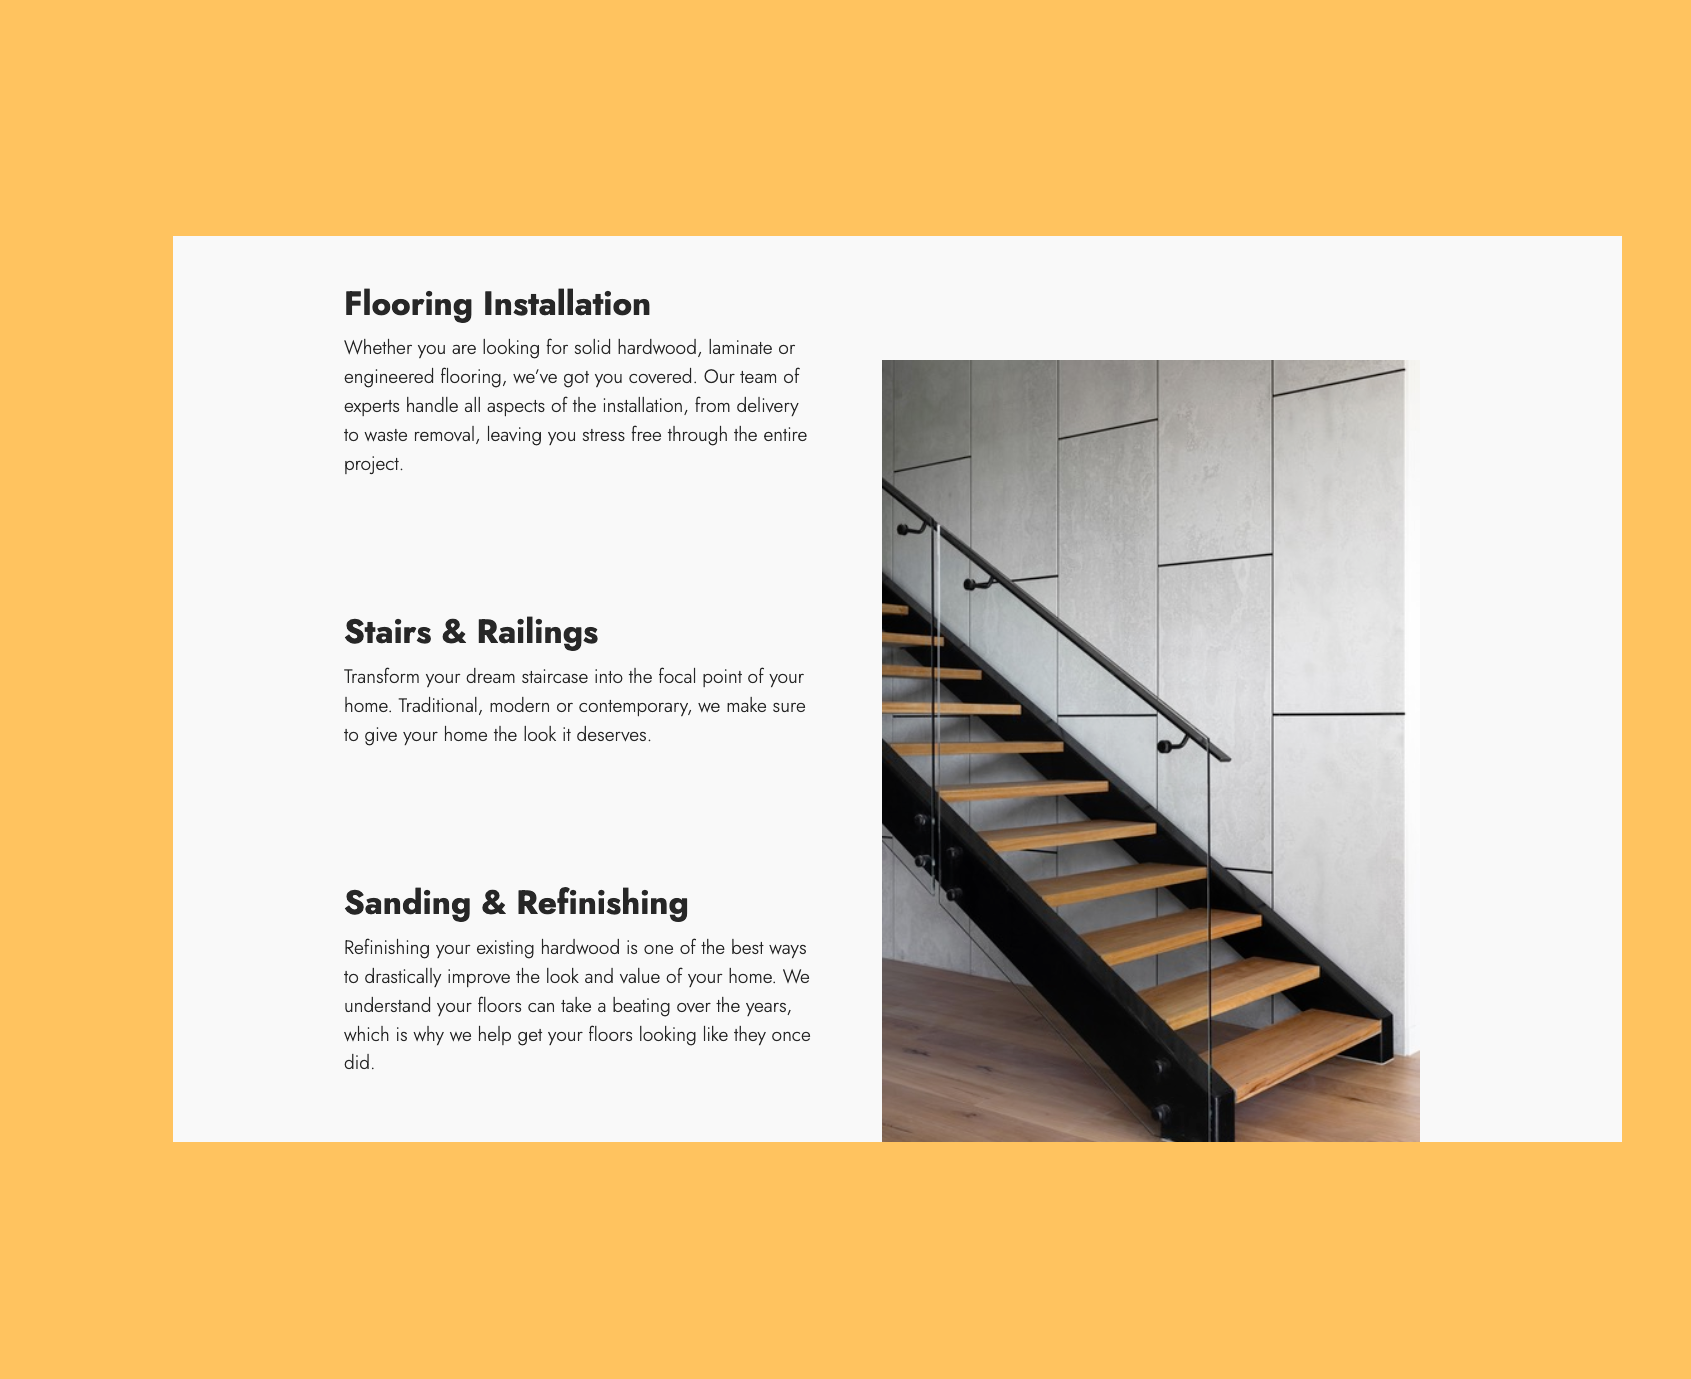 Flooring Installation
Whether you are looking for solid hardwood, laminate or
engineered flooring, we’ve got you covered. Our team of
experts handle all aspects of the installation, from delivery
to waste removal, leaving you stress free through the entire
project.
Stairs & Railings
Transform your dream staircase into the focal point of your
home. Traditional, modern or contemporary, we make sure
to give your home the look it deserves.
Sanding & Refinishing
Refinishing your existing hardwood is one of the best ways
to drastically improve the look and value of your home. We
understand your floors can take a beating over the years,
which is why we help get your floors looking like they once
did.